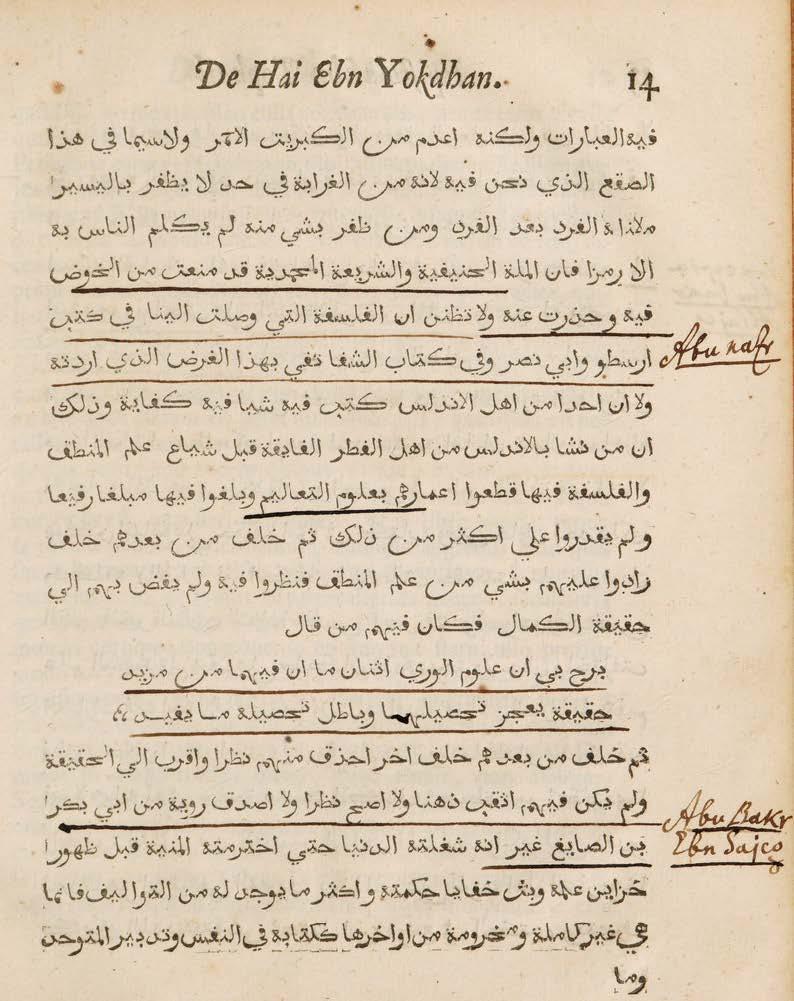 De Hai Ebn Yokdhan. 14
فيه العبارات ولكنه اعدم من الكبريت الاحمر ولاسيما في هذا
الصقع الذي نحن فيه لانه من الغرابة في حد لا يظفر باليسير
منه الا الفرد بعد الفرد ومن ظفر بشي منه لم يكلم الناس به
الا رمزا فان الملة الحنيفية والشريعة المحمدية قد منعت من الخوض
فيه وحذرت عنه ولا تظنن ان الفلسفة التي وصلت الينا في كتب
ارسطو وابي نصر وفي كتاب الشفا تفي بهذا الغرض الذي اردته
Abu nasr
ولا ان احدا من اهل الاندلس كتب فيه شيا فيه كفاية وذلك
ان من نشا بالاندلس من اهل الفطر الفايقة قبل شياع علم المنطق
والفلسفة فيها قطعوا اعمارهم بعلوم التعاليم وبلغوا فيها مبلغا رفيعا
ولم يقدروا علي اكثر من ذلك ثم خلف من بعدهم خلف
زادوا عليهم بشي من علم المنطق فنظروا فيه ولم يفض بهم الي
حقيقة الكمال فكان فيهم من قال
برح بي ان علوم الوري اثنان ما ان فيهما من مزيد
حقيقة يعجز تحصيلها وباطل تحصيله ما يفيد
ثم خلف من بعدهم خلف اخر احذق منهم نظرا واقرب الي الحقيقة
ولم يكن فيهم اثقب ذهنا ولا اصح نظرا ولا اصدق روية من ابي بكر
Abu Bakr
بن الصايغ غير انه شغلته الدنيا حتي اخترمته المنية قبل ظهور
Ebn Sajeg
خزاين علمه وبث خفايا حكمته واكثر ما يوجد له من التواليف فانما
هي غير كاملة ومخرومة من اواخرها ككتابه في النفس وتدبير المتوحد
وما